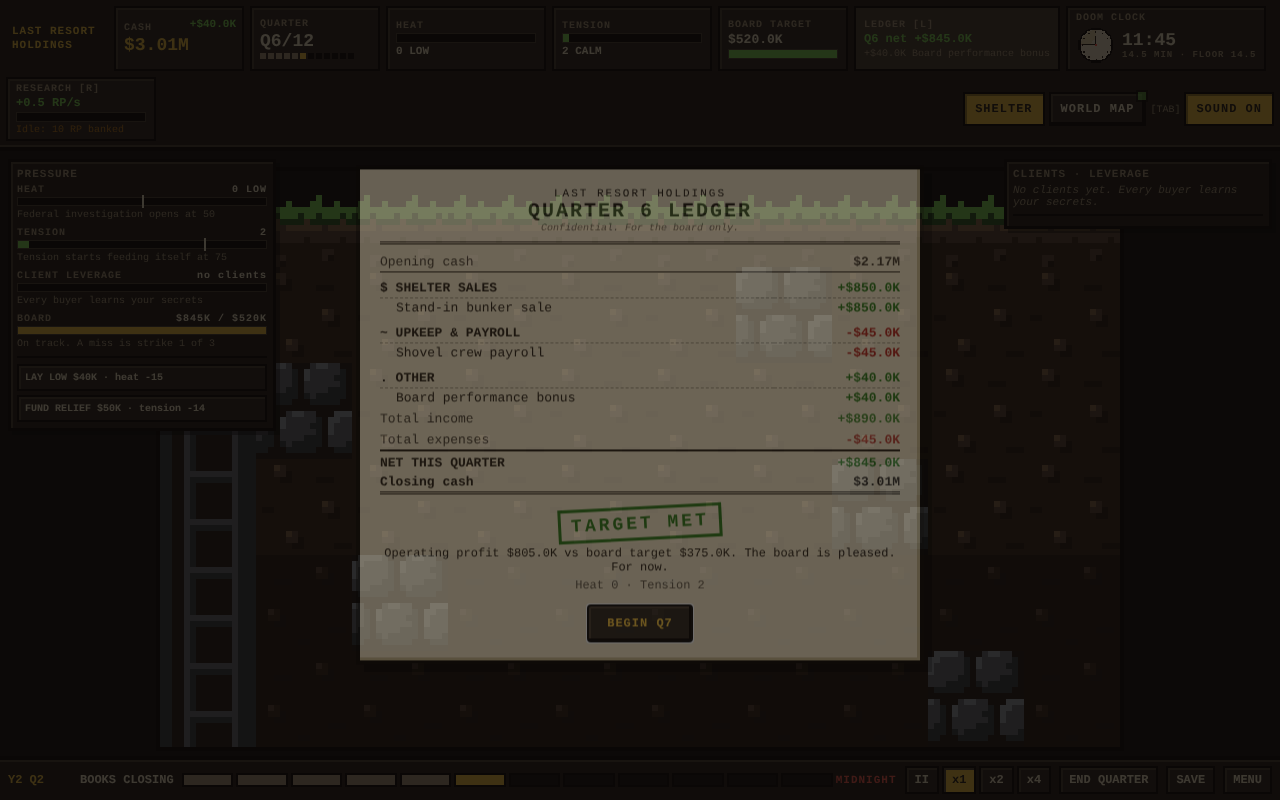 LAST RESORT HOLDINGS
CASH +$40.0K
$3.01M
QUARTER
Q6/12
HEAT
0 LOW
TENSION
2 CALM
BOARD TARGET
$520.0K
LEDGER [L]
Q6 net +$845.0K
+$40.0K Board performance bonus
DOOM CLOCK
11:45
14.5 MIN · FLOOR 14.5
RESEARCH [R]
+0.5 RP/s
Idle: 10 RP banked
SHELTER
WORLD MAP
[TAB]
SOUND ON
PRESSURE
HEAT 0 LOW
Federal investigation opens at 50
TENSION 2
Tension starts feeding itself at 75
CLIENT LEVERAGE no clients
Every buyer learns your secrets
BOARD $845K / $520K
On track. A miss is strike 1 of 3
LAY LOW $40K · heat -15
FUND RELIEF $50K · tension -14
CLIENTS · LEVERAGE
No clients yet. Every buyer learns
your secrets.
LAST RESORT HOLDINGS
QUARTER 6 LEDGER
Confidential. For the board only.
Opening cash $2.17M
$ SHELTER SALES +$850.0K
Stand-in bunker sale +$850.0K
~ UPKEEP & PAYROLL -$45.0K
Shovel crew payroll -$45.0K
. OTHER +$40.0K
Board performance bonus +$40.0K
Total income +$890.0K
Total expenses -$45.0K
NET THIS QUARTER +$845.0K
Closing cash $3.01M
TARGET MET
Operating profit $805.0K vs board target $375.0K. The board is pleased.
For now.
Heat 0 · Tension 2
BEGIN Q7
Y2 Q2
BOOKS CLOSING
MIDNIGHT
II
x1
x2
x4
END QUARTER
SAVE
MENU